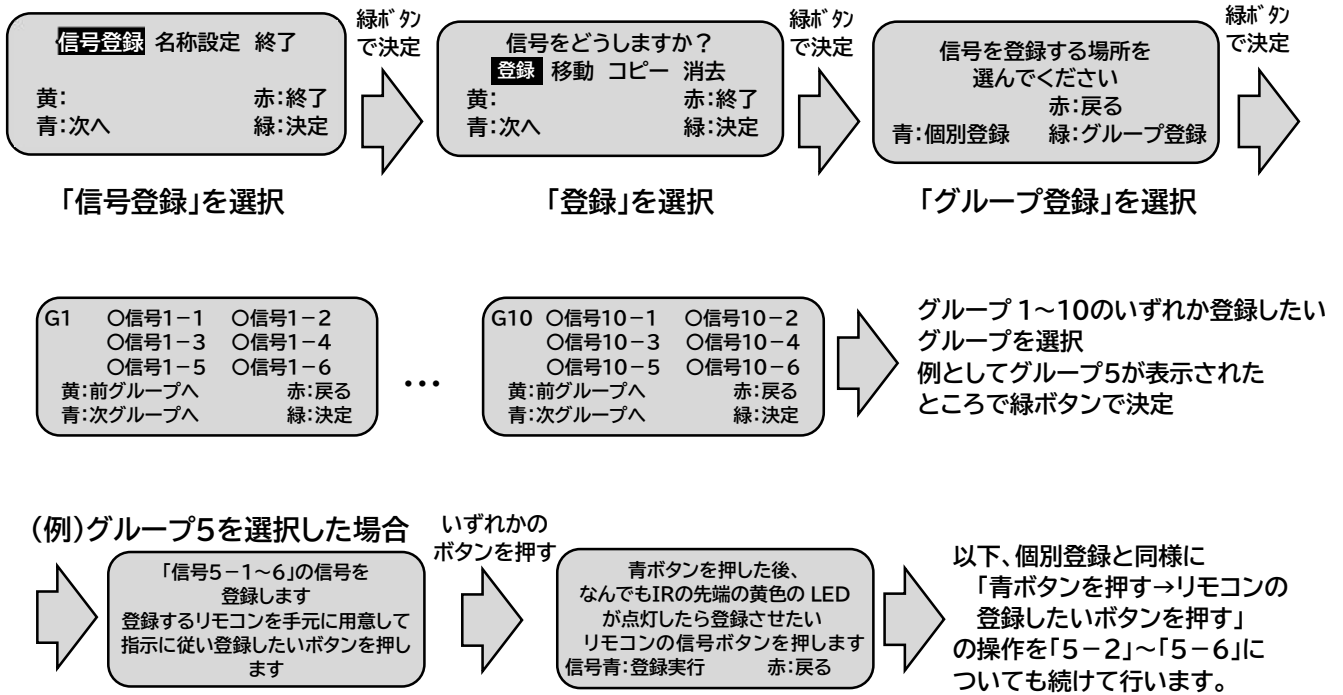 信号登録 名称設定 終了
黄： 赤：終了
青：次へ 緑：決定
「信号登録」を選択
緑ﾎﾞﾀﾝ
で決定
信号をどうしますか？
登録 移動 コピー 消去
黄： 赤：終了
青：次へ 緑：決定
「登録」を選択
緑ﾎﾞﾀﾝ
で決定
信号を登録する場所を
選んでください
赤：戻る
青：個別登録 緑：グループ登録
「グループ登録」を選択
緑ﾎﾞﾀﾝ
で決定
G1 〇信号1－1 〇信号1－2
〇信号1－3 〇信号1－4
〇信号1－5 〇信号1－6
黄：前グループへ 赤：戻る
青：次グループへ 緑：決定
…
G10 〇信号10－1 〇信号10－2
〇信号10－3 〇信号10－4
〇信号10－5 〇信号10－6
黄：前グループへ 赤：戻る
青：次グループへ 緑：決定
グループ 1～10のいずれか登録したい
グループを選択
例としてグループ5が表示された
ところで緑ボタンで決定
（例）グループ5を選択した場合
「信号5－1～6」の信号を
登録します
登録するリモコンを手元に用意して
指示に従い登録したいボタンを押し
ます
いずれかの
ボタンを押す
青ボタンを押した後、
なんでもIRの先端の黄色の LED
が点灯したら登録させたい
リモコンの信号ボタンを押します
信号青：登録実行 赤：戻る
以下、個別登録と同様に
「青ボタンを押す→リモコンの
登録したいボタンを押す」
の操作を「5－2」～「5－6」に
ついても続けて行います。